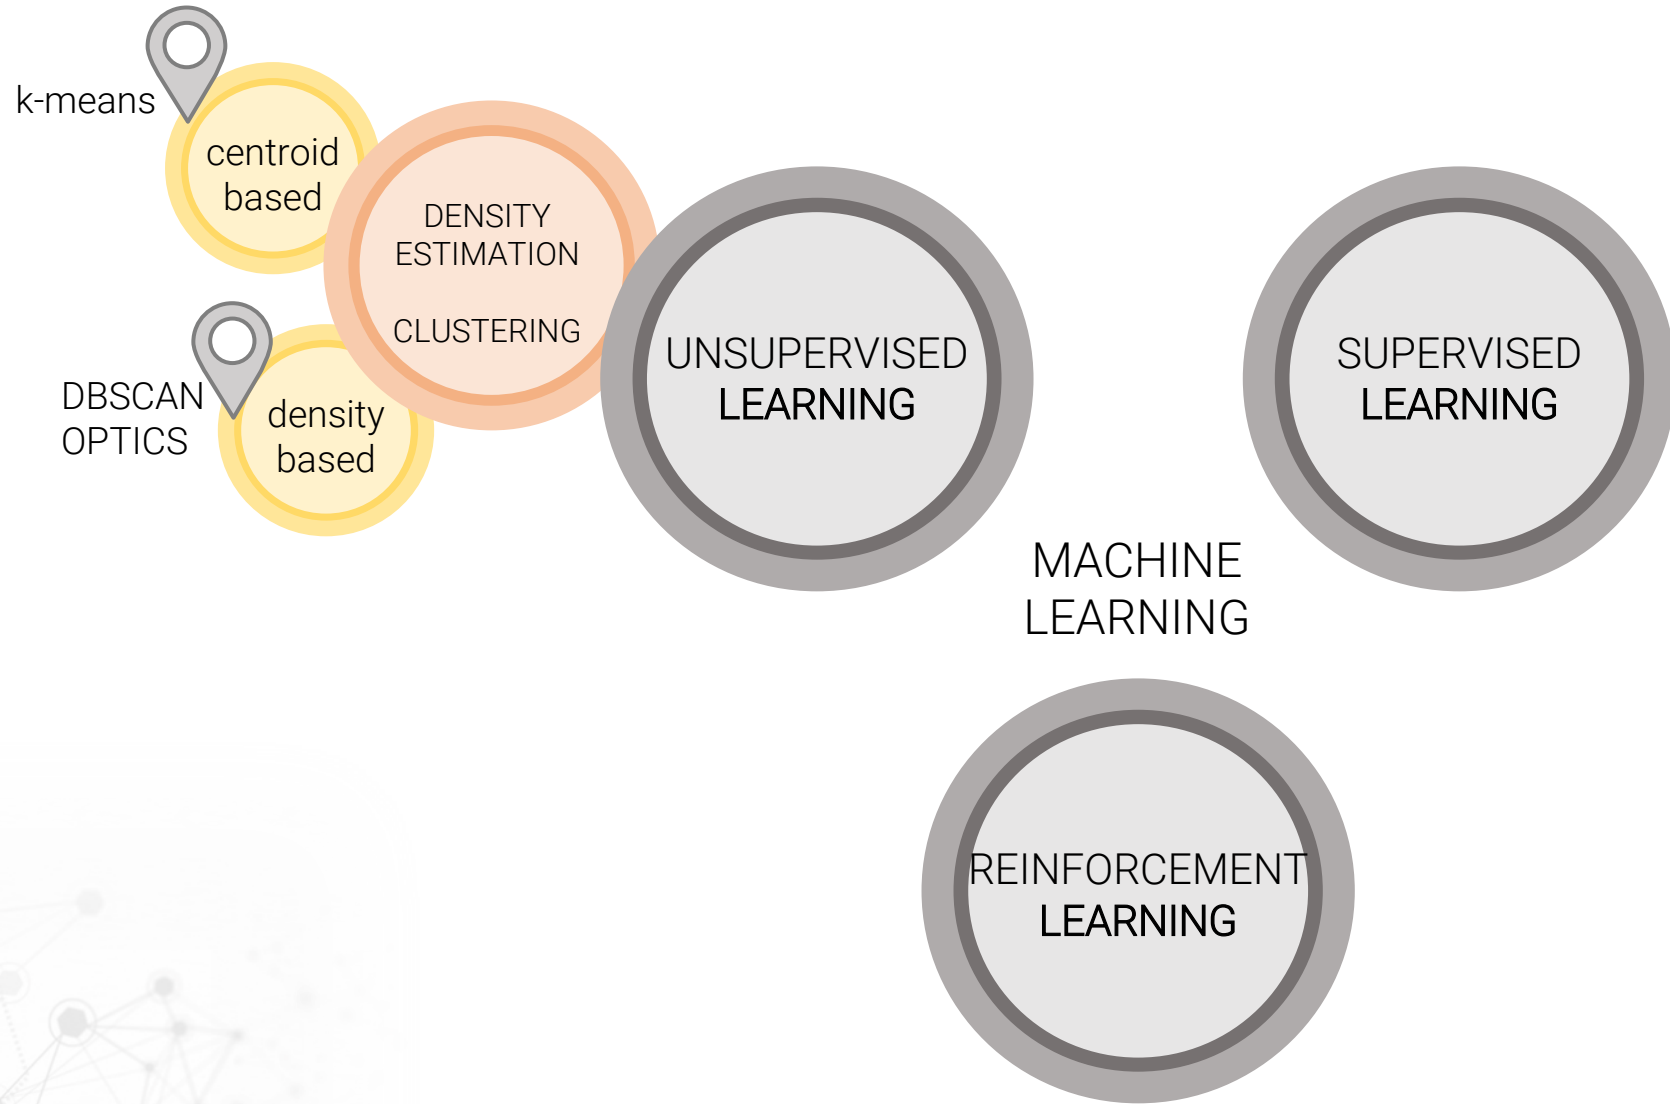 k-means
centroid
based
DENSITY
ESTIMATION
CLUSTERING
DBSCAN
OPTICS
density
based
UNSUPERVISED
LEARNING
SUPERVISED
LEARNING
MACHINE
LEARNING
REINFORCEMENT
LEARNING